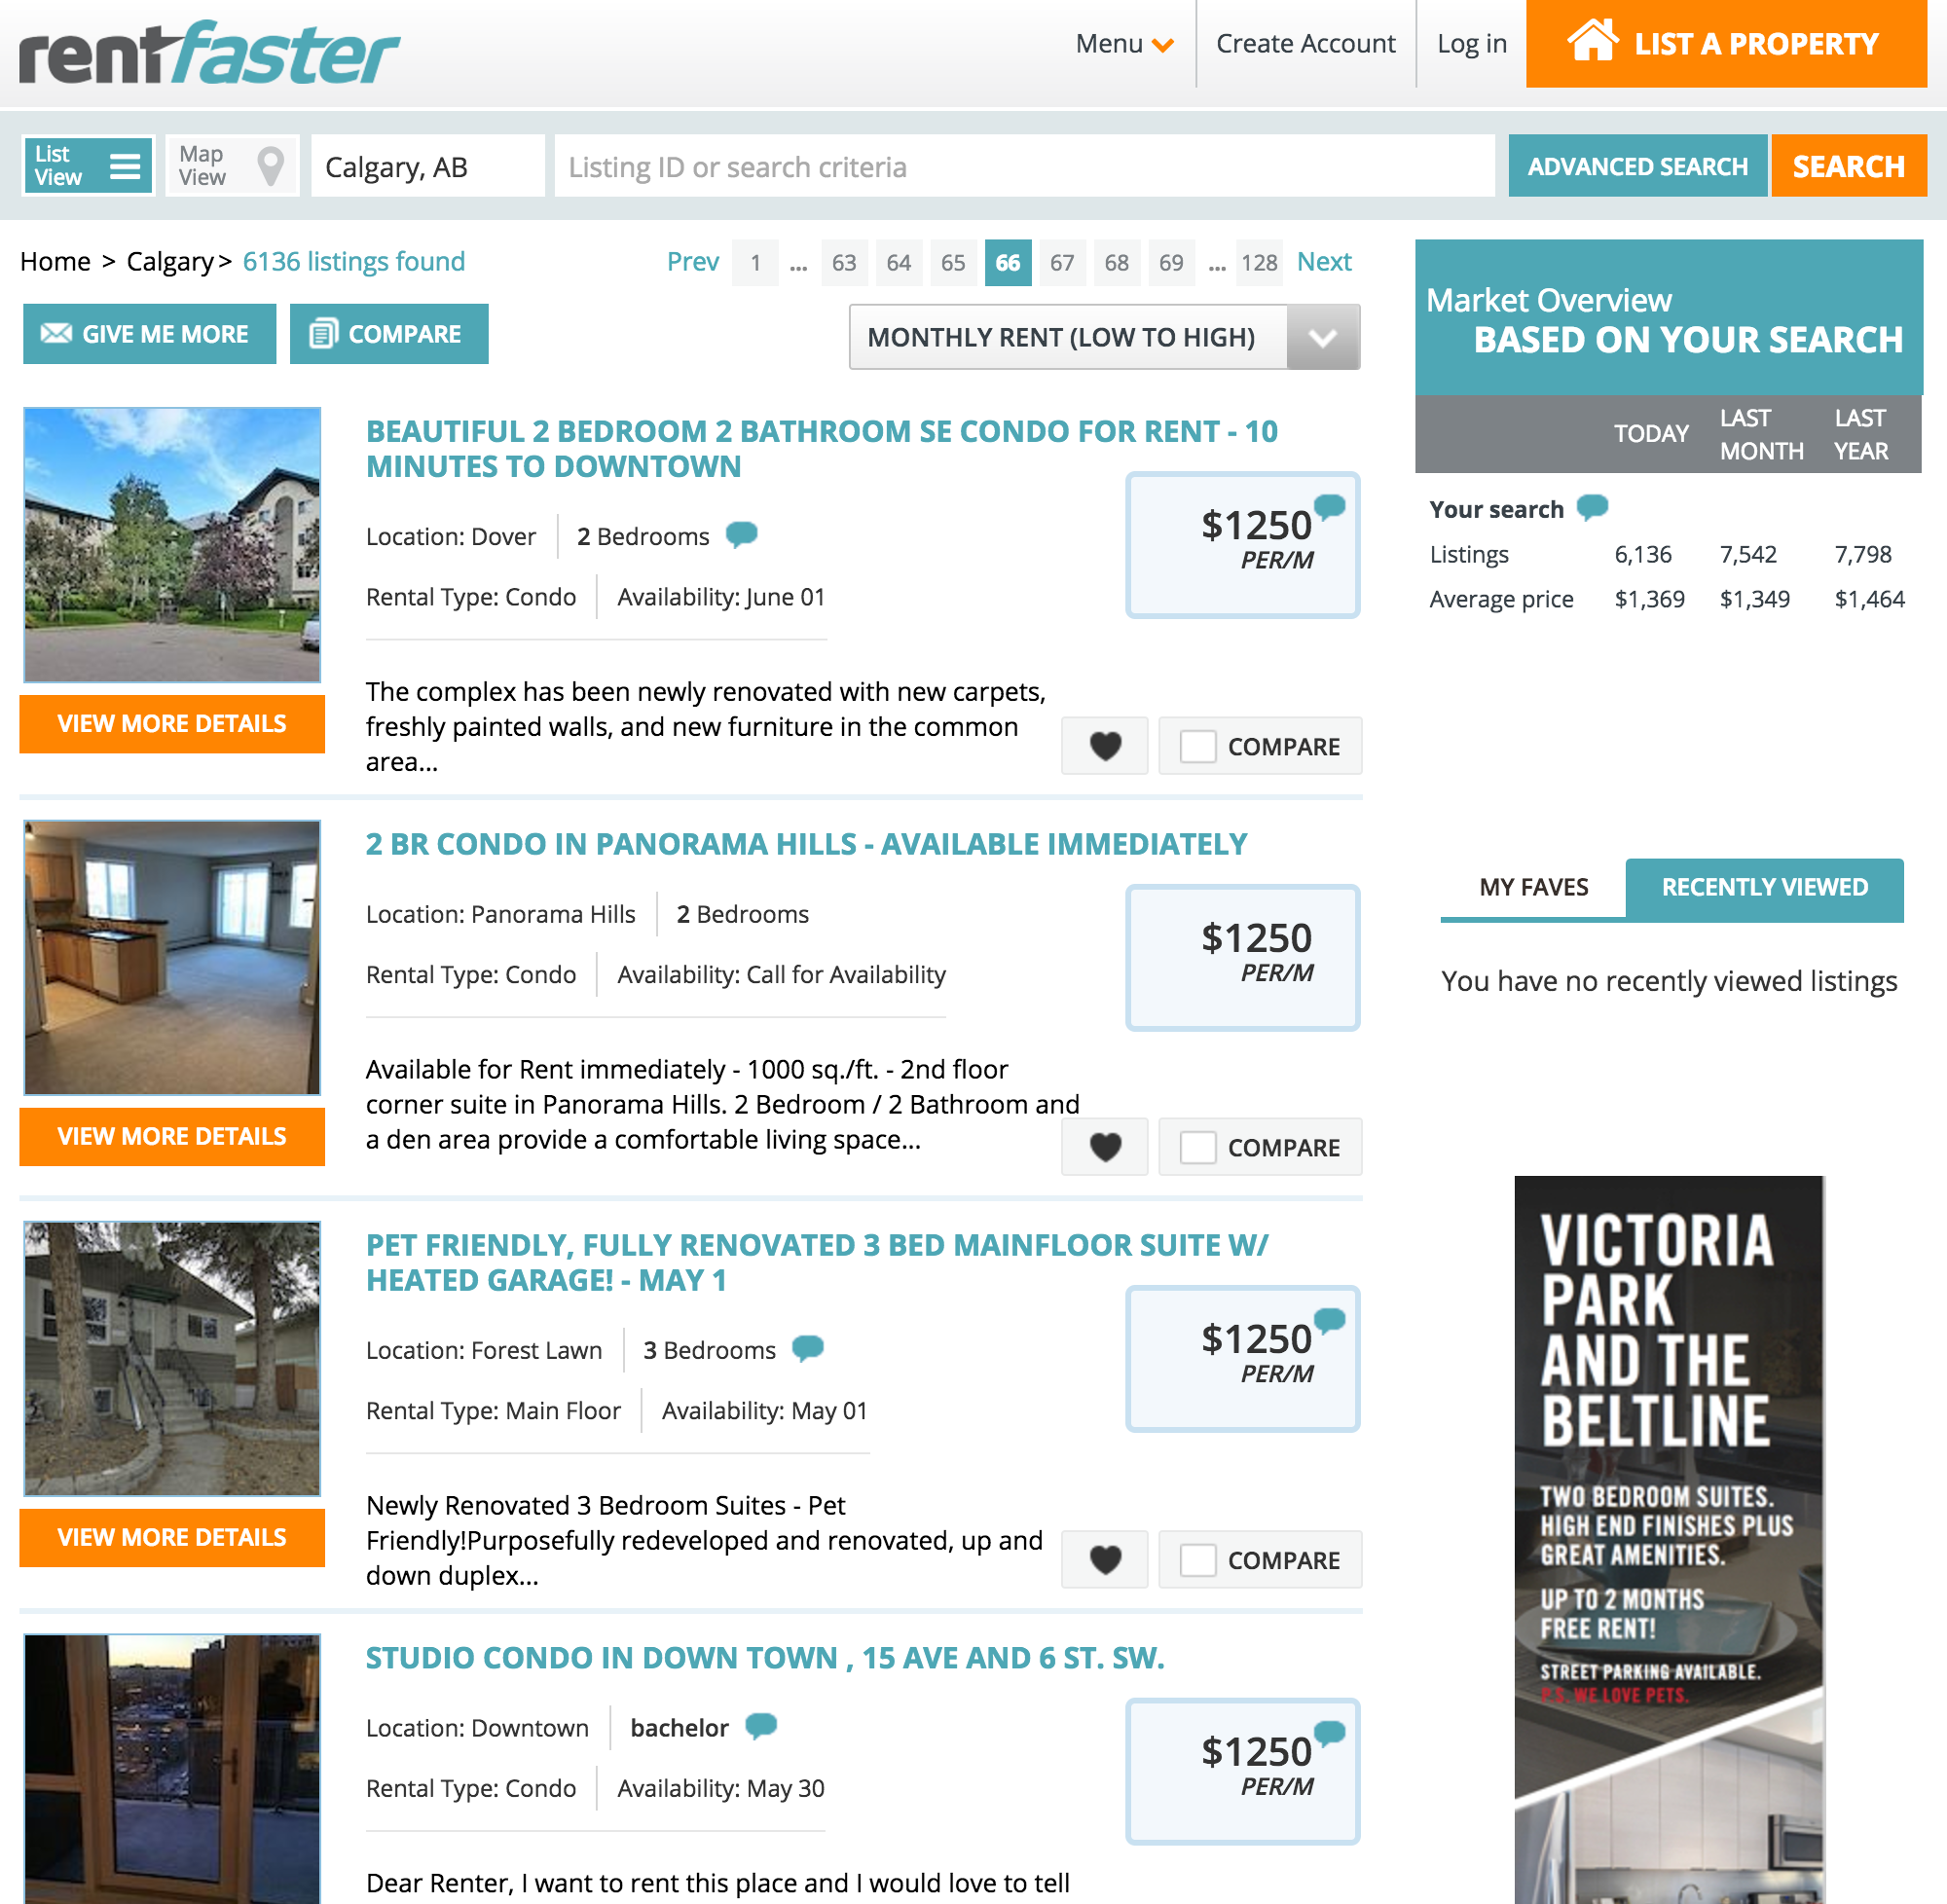 rentfaster
Menu
Create Account
Log in
LIST A PROPERTY
List
View
Map
View
Calgary, AB
Listing ID or search criteria
ADVANCED SEARCH
SEARCH
Home > Calgary > 6136 listings found
Prev 1 ... 63 64 65 66 67 68 69 ... 128 Next
GIVE ME MORE
COMPARE
MONTHLY RENT (LOW TO HIGH)
BEAUTIFUL 2 BEDROOM 2 BATHROOM SE CONDO FOR RENT - 10
MINUTES TO DOWNTOWN
Location: Dover
2 Bedrooms
Rental Type: Condo
Availability: June 01
$1250
PER/M
The complex has been newly renovated with new carpets,
freshly painted walls, and new furniture in the common
area...
VIEW MORE DETAILS
COMPARE
2 BR CONDO IN PANORAMA HILLS - AVAILABLE IMMEDIATELY
Location: Panorama Hills
2 Bedrooms
Rental Type: Condo
Availability: Call for Availability
$1250
PER/M
Available for Rent immediately - 1000 sq./ft. - 2nd floor
corner suite in Panorama Hills. 2 Bedroom / 2 Bathroom and
a den area provide a comfortable living space...
VIEW MORE DETAILS
COMPARE
PET FRIENDLY, FULLY RENOVATED 3 BED MAINFLOOR SUITE W/
HEATED GARAGE! - MAY 1
Location: Forest Lawn
3 Bedrooms
Rental Type: Main Floor
Availability: May 01
$1250
PER/M
Newly Renovated 3 Bedroom Suites - Pet
Friendly!Purposefully redeveloped and renovated, up and
down duplex...
VIEW MORE DETAILS
COMPARE
STUDIO CONDO IN DOWN TOWN , 15 AVE AND 6 ST. SW.
Location: Downtown
bachelor
Rental Type: Condo
Availability: May 30
$1250
PER/M
Dear Renter, I want to rent this place and I would love to tell
Market Overview
BASED ON YOUR SEARCH
TODAY
LAST
MONTH
LAST
YEAR
Your search
Listings 6,136 7,542 7,798
Average price $1,369 $1,349 $1,464
MY FAVES
RECENTLY VIEWED
You have no recently viewed listings
VICTORIA
PARK
AND THE
BELTLINE
TWO BEDROOM SUITES.
HIGH END FINISHES PLUS
GREAT AMENITIES.
UP TO 2 MONTHS
FREE RENT!
STREET PARKING AVAILABLE.
P.S. WE LOVE PETS.